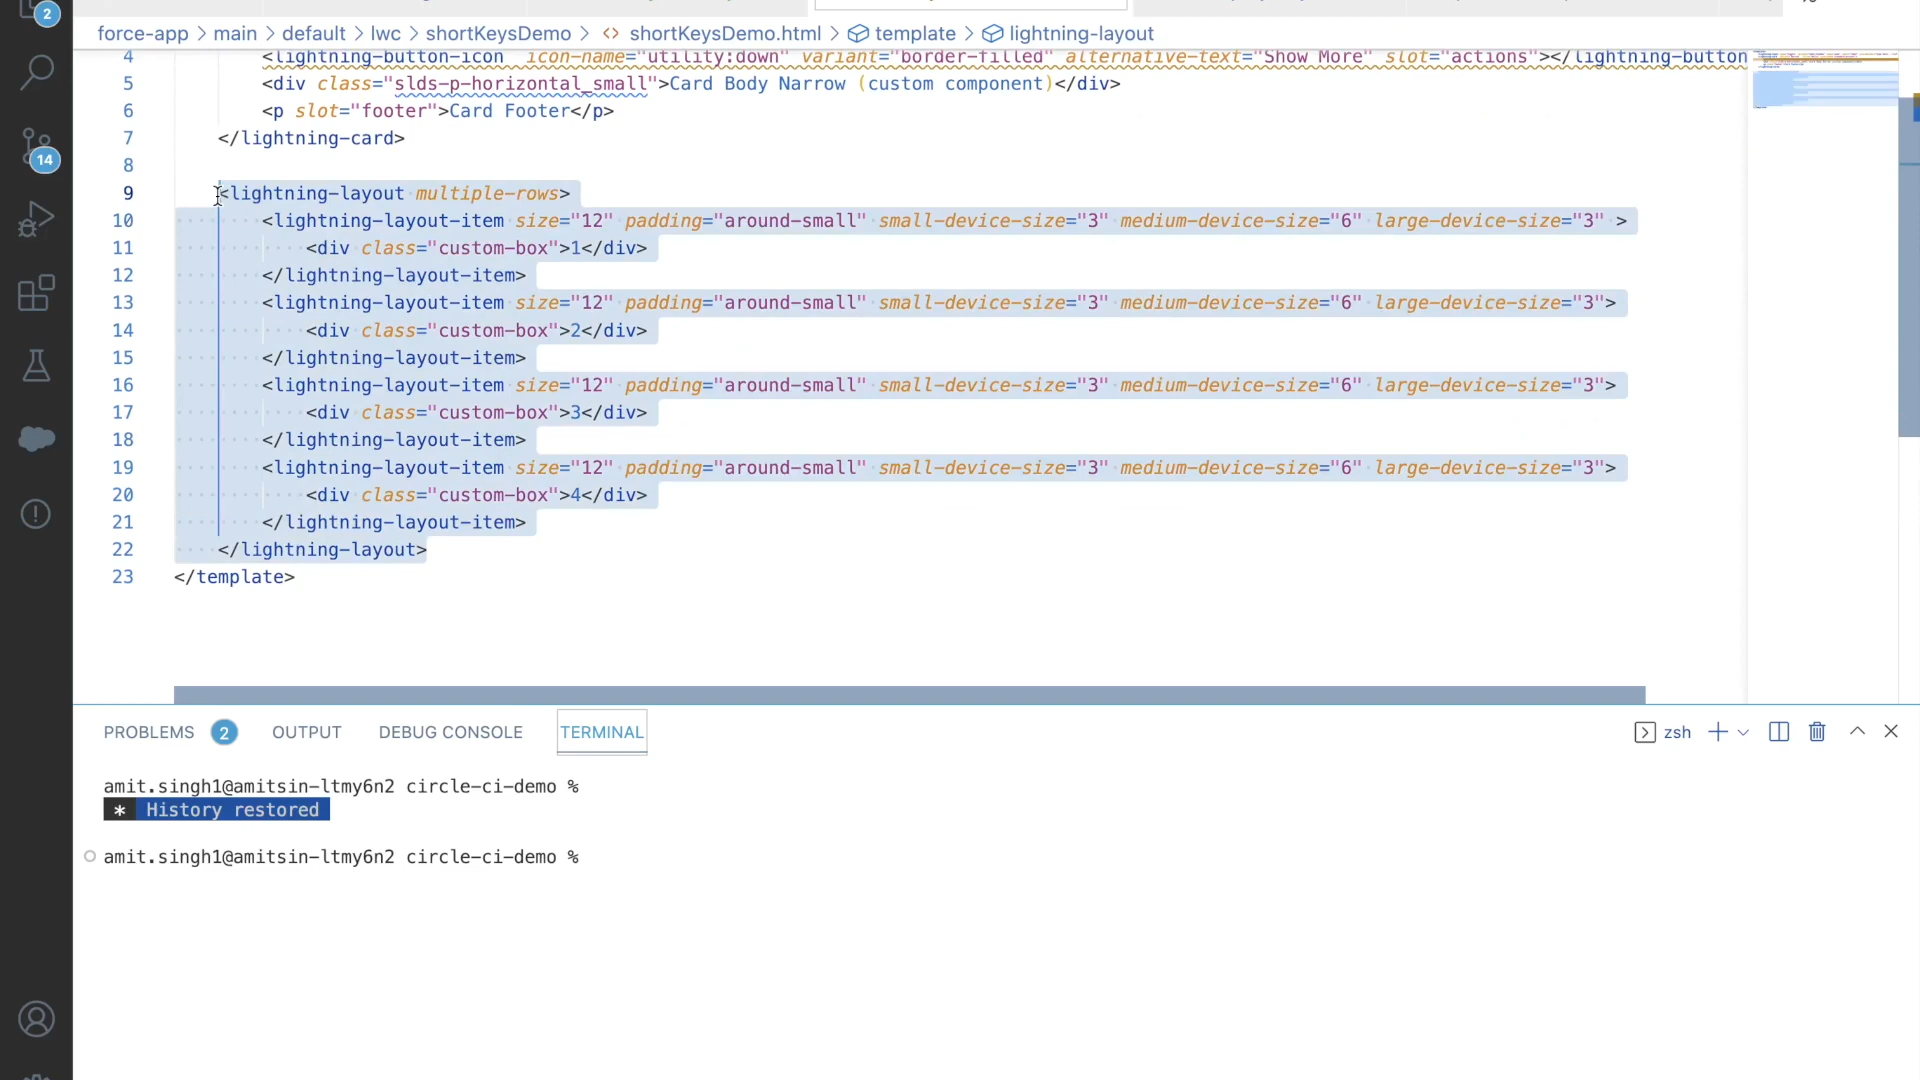 2
force-app > main > default > lwc > shortKeysDemo > <> shortKeysDemo.html > template > lightning-layout
4 <lightning-button-icon icon-name="utility:down" variant="border-filled" alternative-text="Show More" slot="actions"></lightning-button
5 <div class="slds-p-horizontal_small">Card Body Narrow (custom component)</div>
6 <p slot="footer">Card Footer</p>
7 </lightning-card>
8
9 <lightning-layout multiple-rows>
10 <lightning-layout-item size="12" padding="around-small" small-device-size="3" medium-device-size="6" large-device-size="3" >
11 <div class="custom-box">1</div>
12 </lightning-layout-item>
13 <lightning-layout-item size="12" padding="around-small" small-device-size="3" medium-device-size="6" large-device-size="3">
14 <div class="custom-box">2</div>
15 </lightning-layout-item>
16 <lightning-layout-item size="12" padding="around-small" small-device-size="3" medium-device-size="6" large-device-size="3">
17 <div class="custom-box">3</div>
18 </lightning-layout-item>
19 <lightning-layout-item size="12" padding="around-small" small-device-size="3" medium-device-size="6" large-device-size="3">
20 <div class="custom-box">4</div>
21 </lightning-layout-item>
22 </lightning-layout>
23 </template>
14
PROBLEMS 2 OUTPUT DEBUG CONSOLE TERMINAL zsh
amit.singh1@amitsin-ltmy6n2 circle-ci-demo %
* History restored
amit.singh1@amitsin-ltmy6n2 circle-ci-demo %